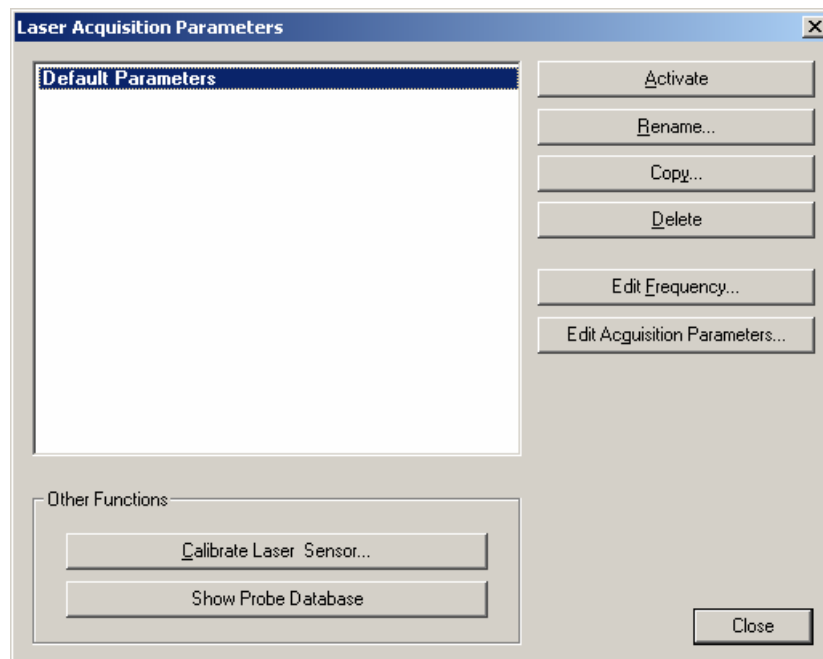 Laser Acquisition Parameters
Default Parameters
Activate
Rename...
Copy...
Delete
Edit Frequency...
Edit Acquisition Parameters...
Other Functions
Calibrate Laser Sensor...
Show Probe Database
Close